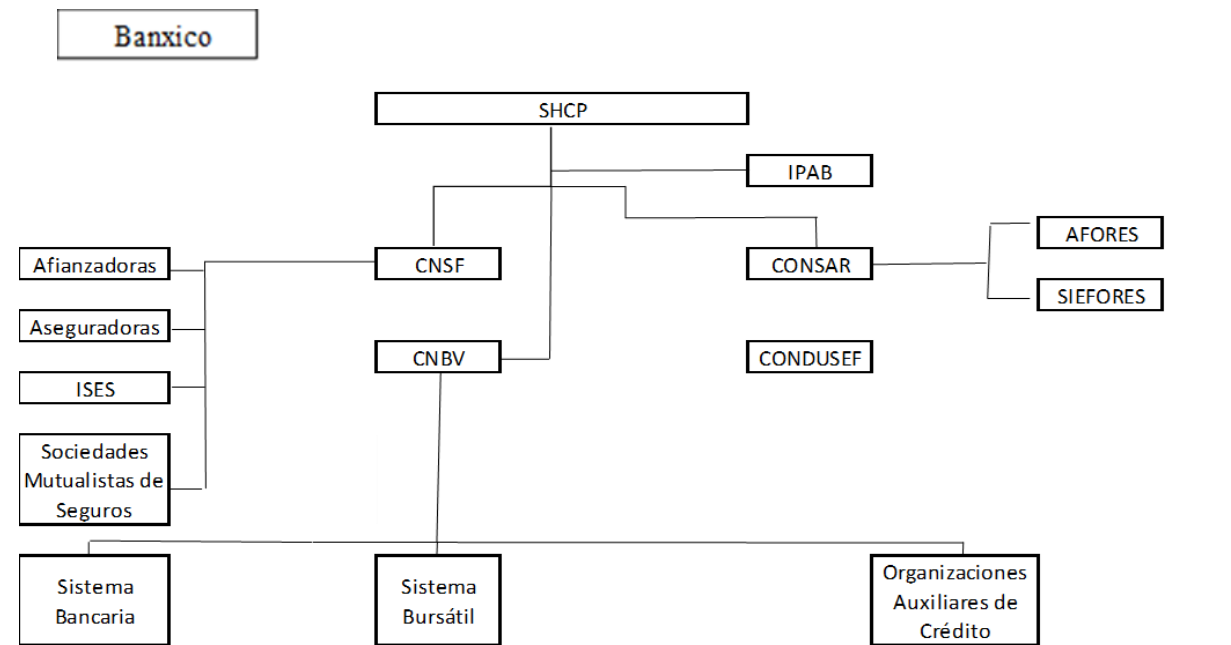 Banxico
SHCP
IPAB
AFORES
Afianzadoras
CNSF
CONSAR
SIEFORES
Aseguradoras
CNBV
CONDUSEF
ISES
Sociedades
Mutualistas de
Seguros
Sistema
Bancaria
Sistema
Bursátil
Organizaciones
Auxiliares de
Crédito